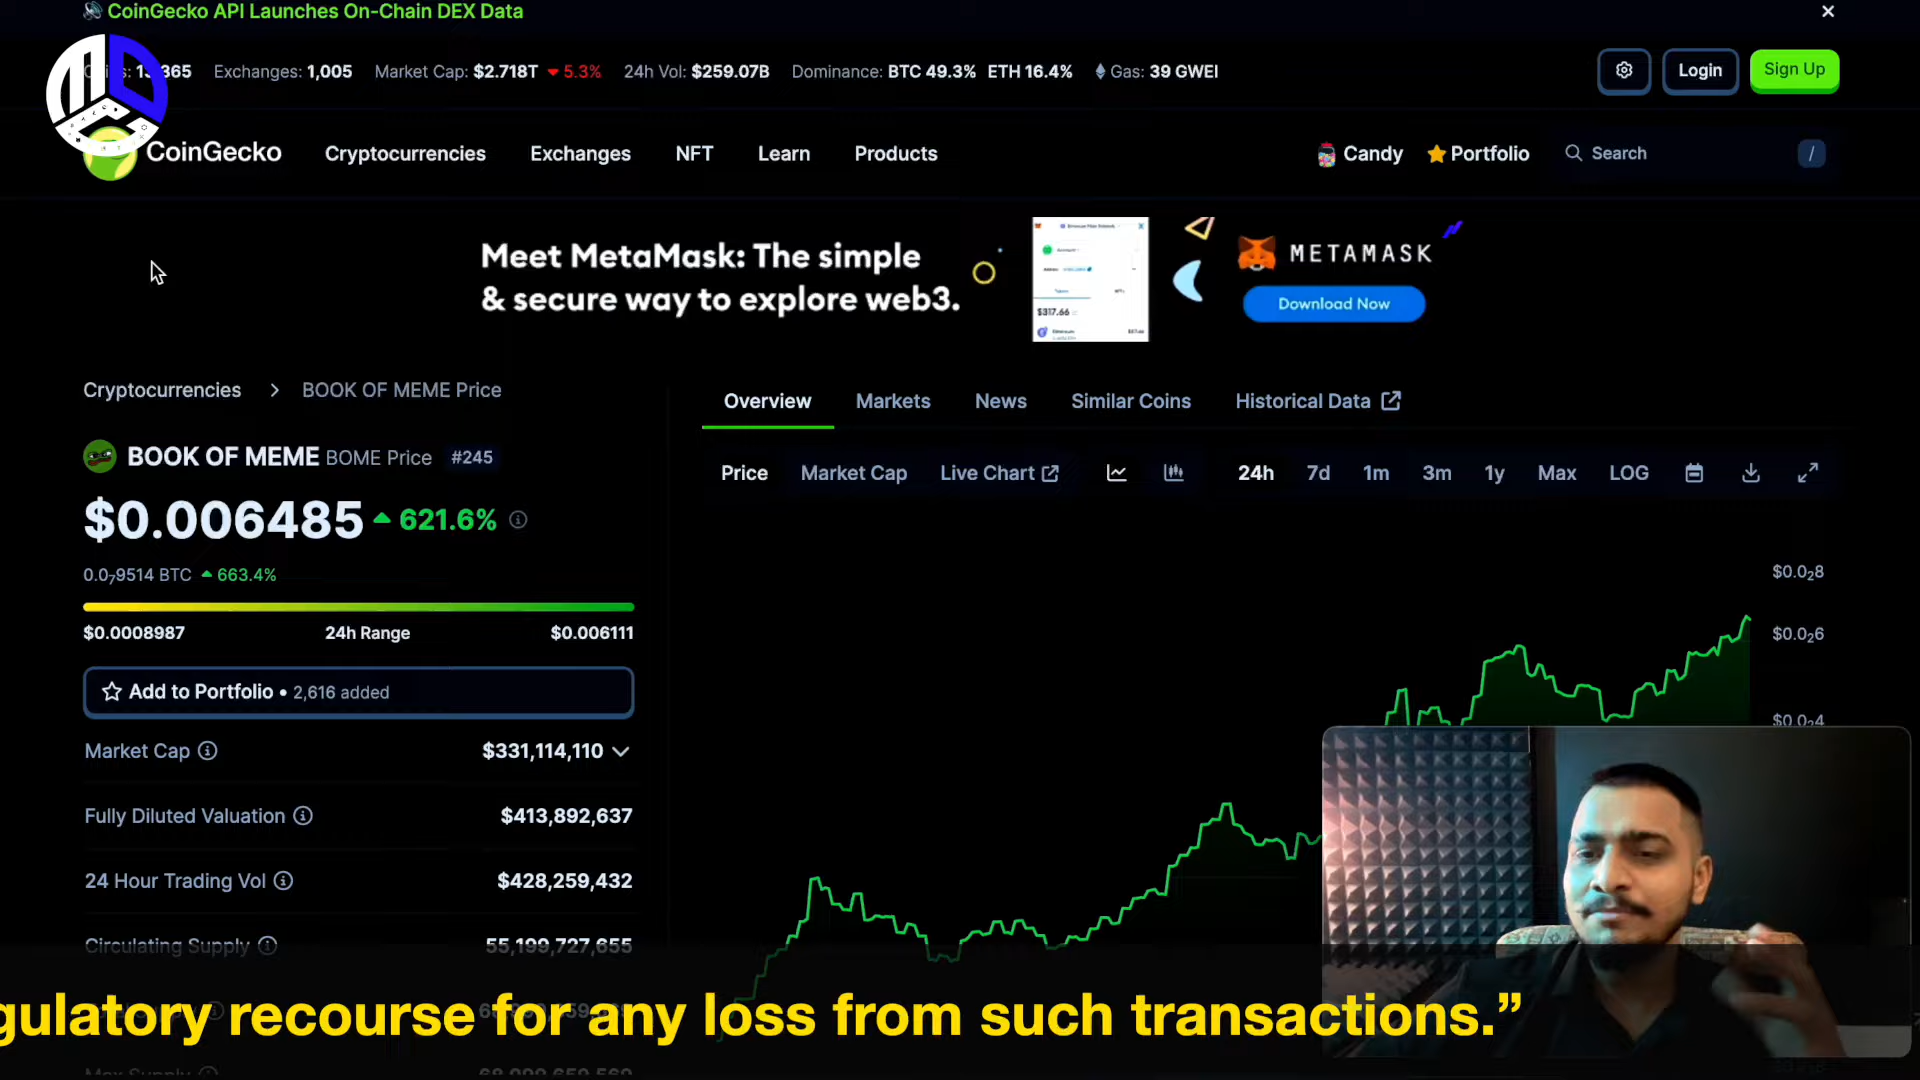 CoinGecko API Launches On-Chain DEX Data
365 Exchanges: 1,005 Market Cap: $2.718T 5.3% 24h Vol: $259.07B Dominance: BTC 49.3% ETH 16.4% Gas: 39 GWEI
Login Sign Up
CoinGecko Cryptocurrencies Exchanges NFT Learn Products Candy Portfolio Search /
Meet MetaMask: The simple
& secure way to explore web3.
$317.66
METAMASK
Download Now
Cryptocurrencies > BOOK OF MEME Price
Overview Markets News Similar Coins Historical Data
BOOK OF MEME BOME Price #245
Price Market Cap Live Chart 24h 7d 1m 3m 1y Max LOG
$0.006485 621.6%
0.0₇9514 BTC 663.4%
$0.0008987 24h Range $0.006111
$0.0₂8
$0.0₂6
$0.0₂4
Add to Portfolio • 2,616 added
Market Cap $331,114,110
Fully Diluted Valuation $413,892,637
24 Hour Trading Vol $428,259,432
Circulating Supply 55,199,727,655
gulatory recourse for any loss from such transactions.”
Max Supply